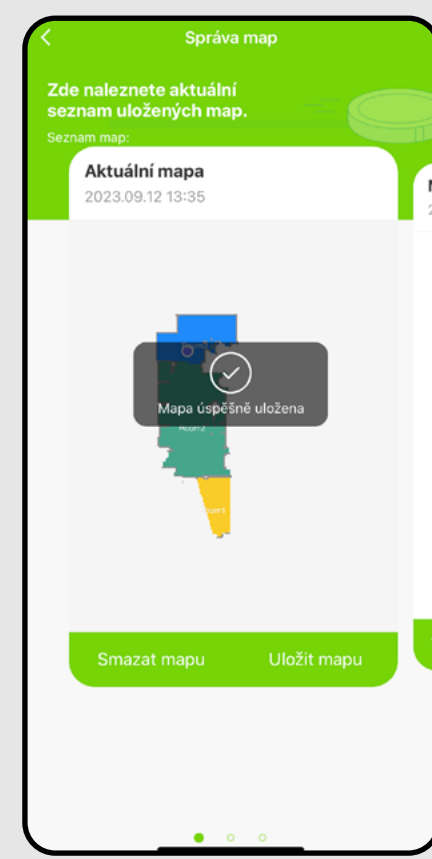 Správa map
Zde naleznete aktuální
seznam uložených map.
Seznam map:
Aktuální mapa
2023.09.12 13:35
Mapa úspěšně uložena
Room2
Smazat mapu
Uložit mapu